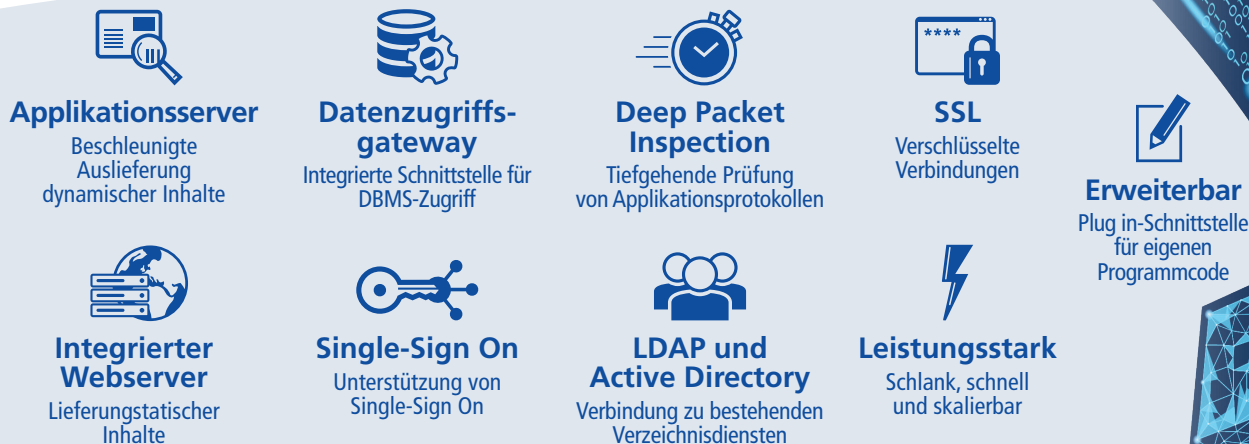 Applikationsserver
Beschleunigte
Auslieferung
dynamischer Inhalte
Datenzugriffs-
gateway
Integrierte Schnittstelle für
DBMS-Zugriff
Deep Packet
Inspection
Tiefgehende Prüfung
von Applikationsprotokollen
****
SSL
Verschlüsselte
Verbindungen
Erweiterbar
Plug in-Schnittstelle
für eigenen
Programmcode
Integrierter
Webserver
Lieferungstatischer
Inhalte
Single-Sign On
Unterstützung von
Single-Sign On
LDAP und
Active Directory
Verbindung zu bestehenden
Verzeichnisdiensten
Leistungsstark
Schlank, schnell
und skalierbar